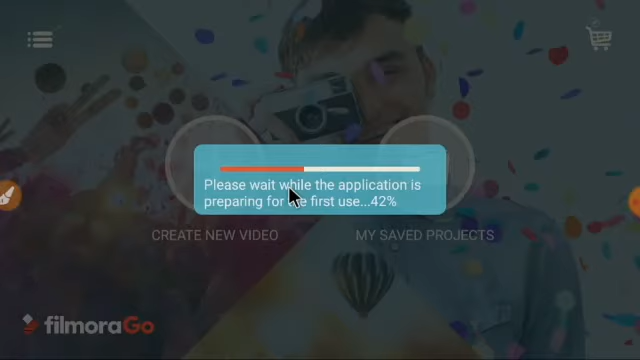 Please wait while the application is
preparing for the first use...42%
CREATE NEW VIDEO
MY SAVED PROJECTS
filmoraGo